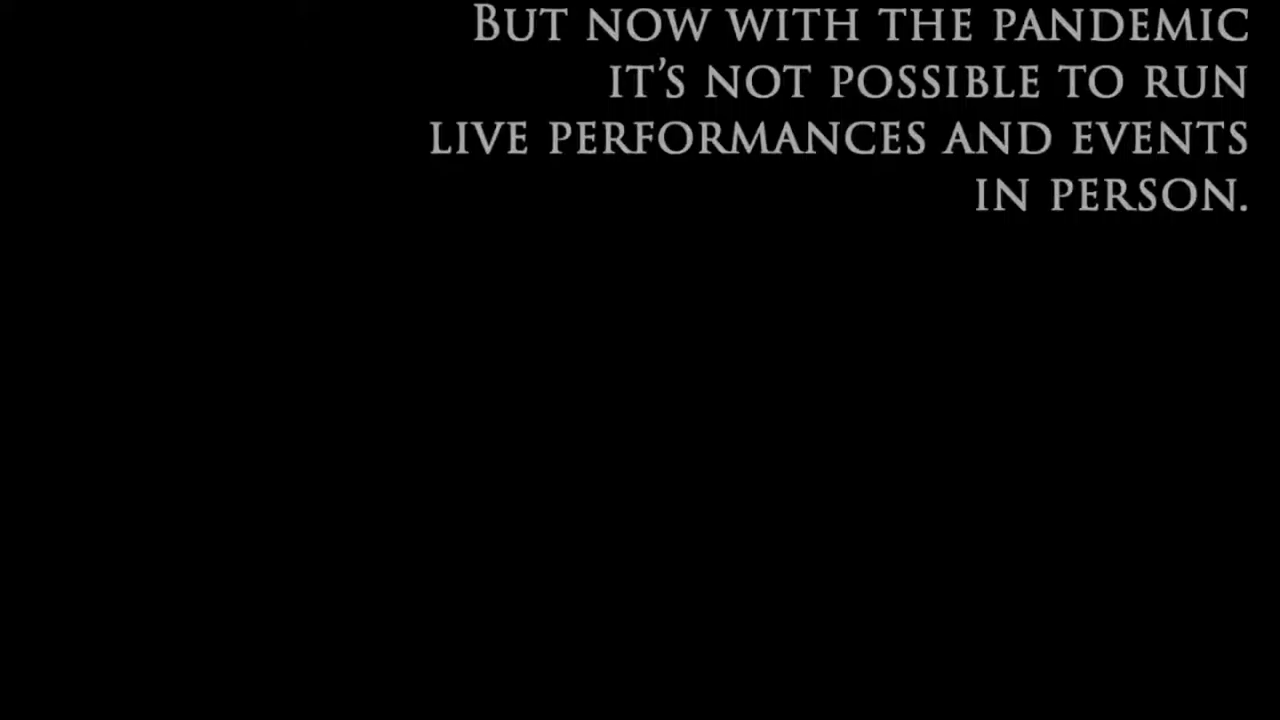 But now with the pandemic
it’s not possible to run
live performances and events
in person.